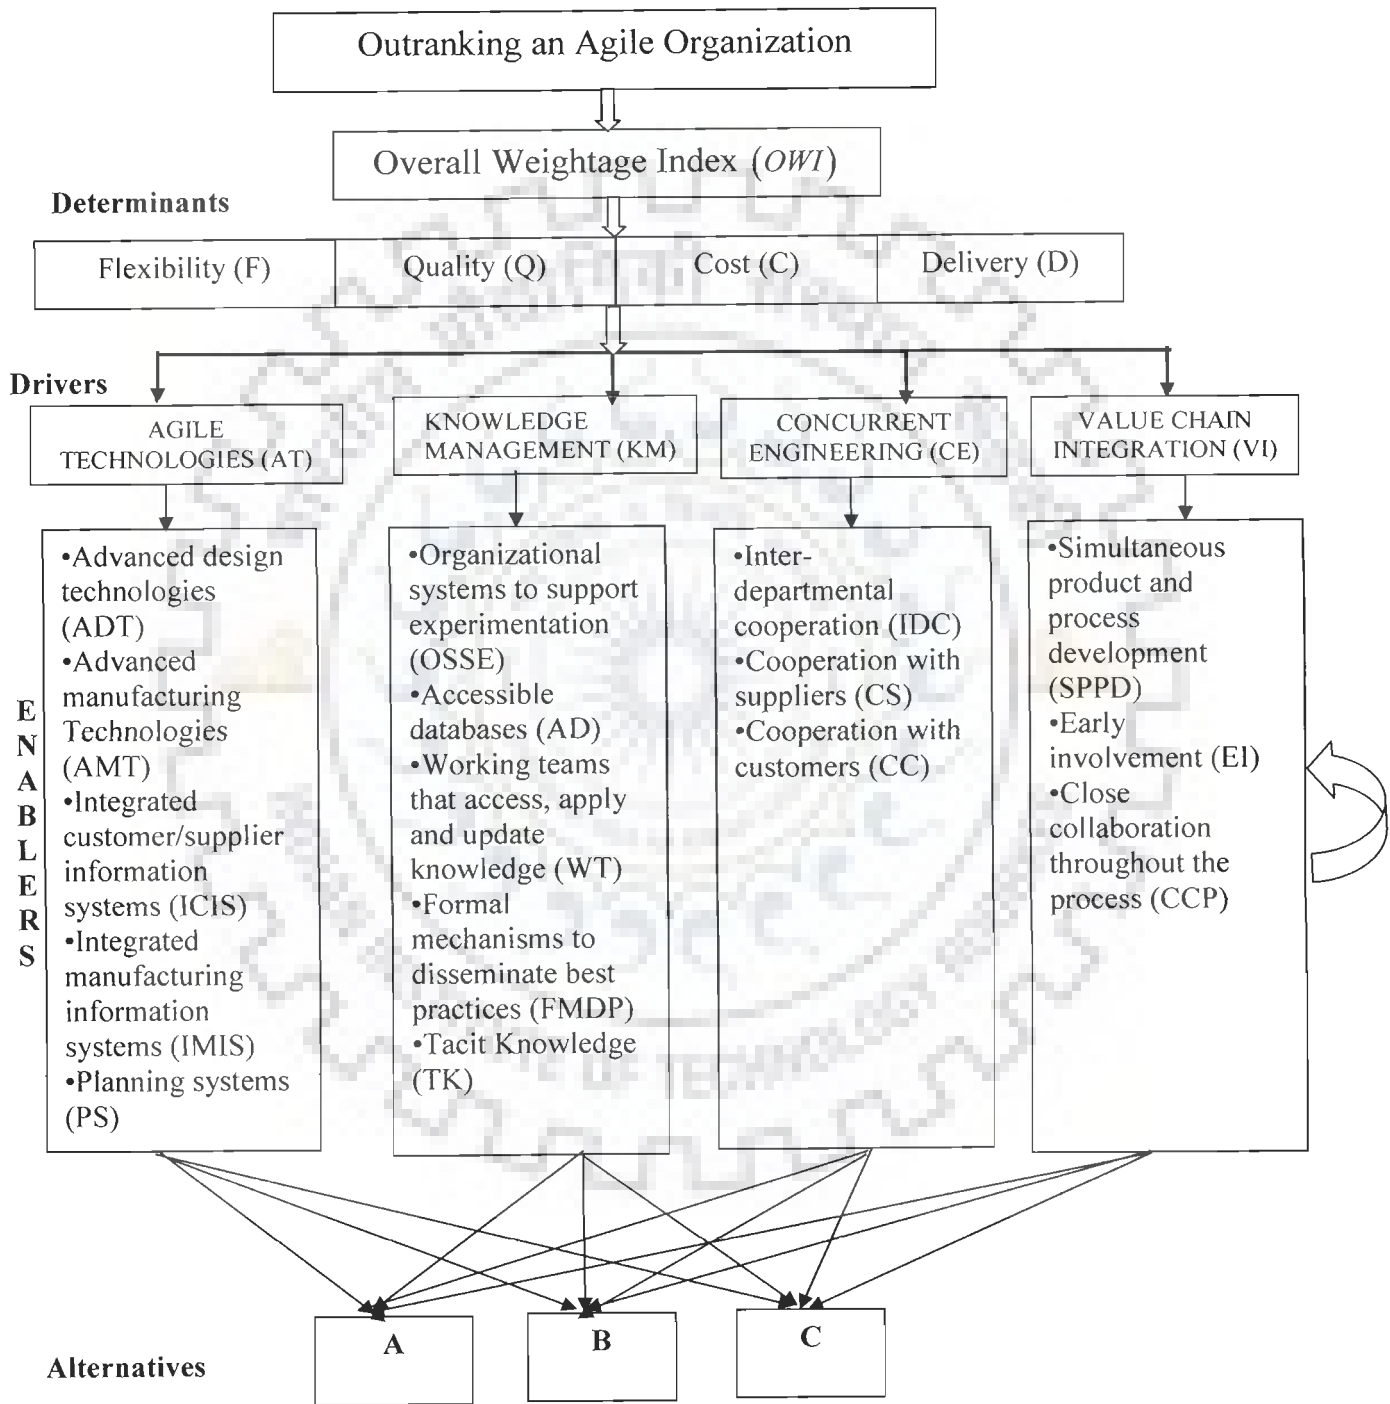 Outranking an Agile Organization
Overall Weightage Index (OWI)
Determinants
Flexibility (F)
Quality (Q)
Cost (C)
Delivery (D)
Drivers
AGILE
TECHNOLOGIES (AT)
KNOWLEDGE
MANAGEMENT (KM)
CONCURRENT
ENGINEERING (CE)
VALUE CHAIN
INTEGRATION (VI)
E
N
A
B
L
E
R
S
•Advanced design
technologies
(ADT)
•Advanced
manufacturing
Technologies
(AMT)
•Integrated
customer/supplier
information
systems (ICIS)
•Integrated
manufacturing
information
systems (IMIS)
•Planning systems
(PS)
•Organizational
systems to support
experimentation
(OSSE)
•Accessible
databases (AD)
•Working teams
that access, apply
and update
knowledge (WT)
•Formal
mechanisms to
disseminate best
practices (FMDP)
•Tacit Knowledge
(TK)
•Inter-
departmental
cooperation (IDC)
•Cooperation with
suppliers (CS)
•Cooperation with
customers (CC)
•Simultaneous
product and
process
development
(SPPD)
•Early
involvement (EI)
•Close
collaboration
throughout the
process (CCP)
A
B
C
Alternatives